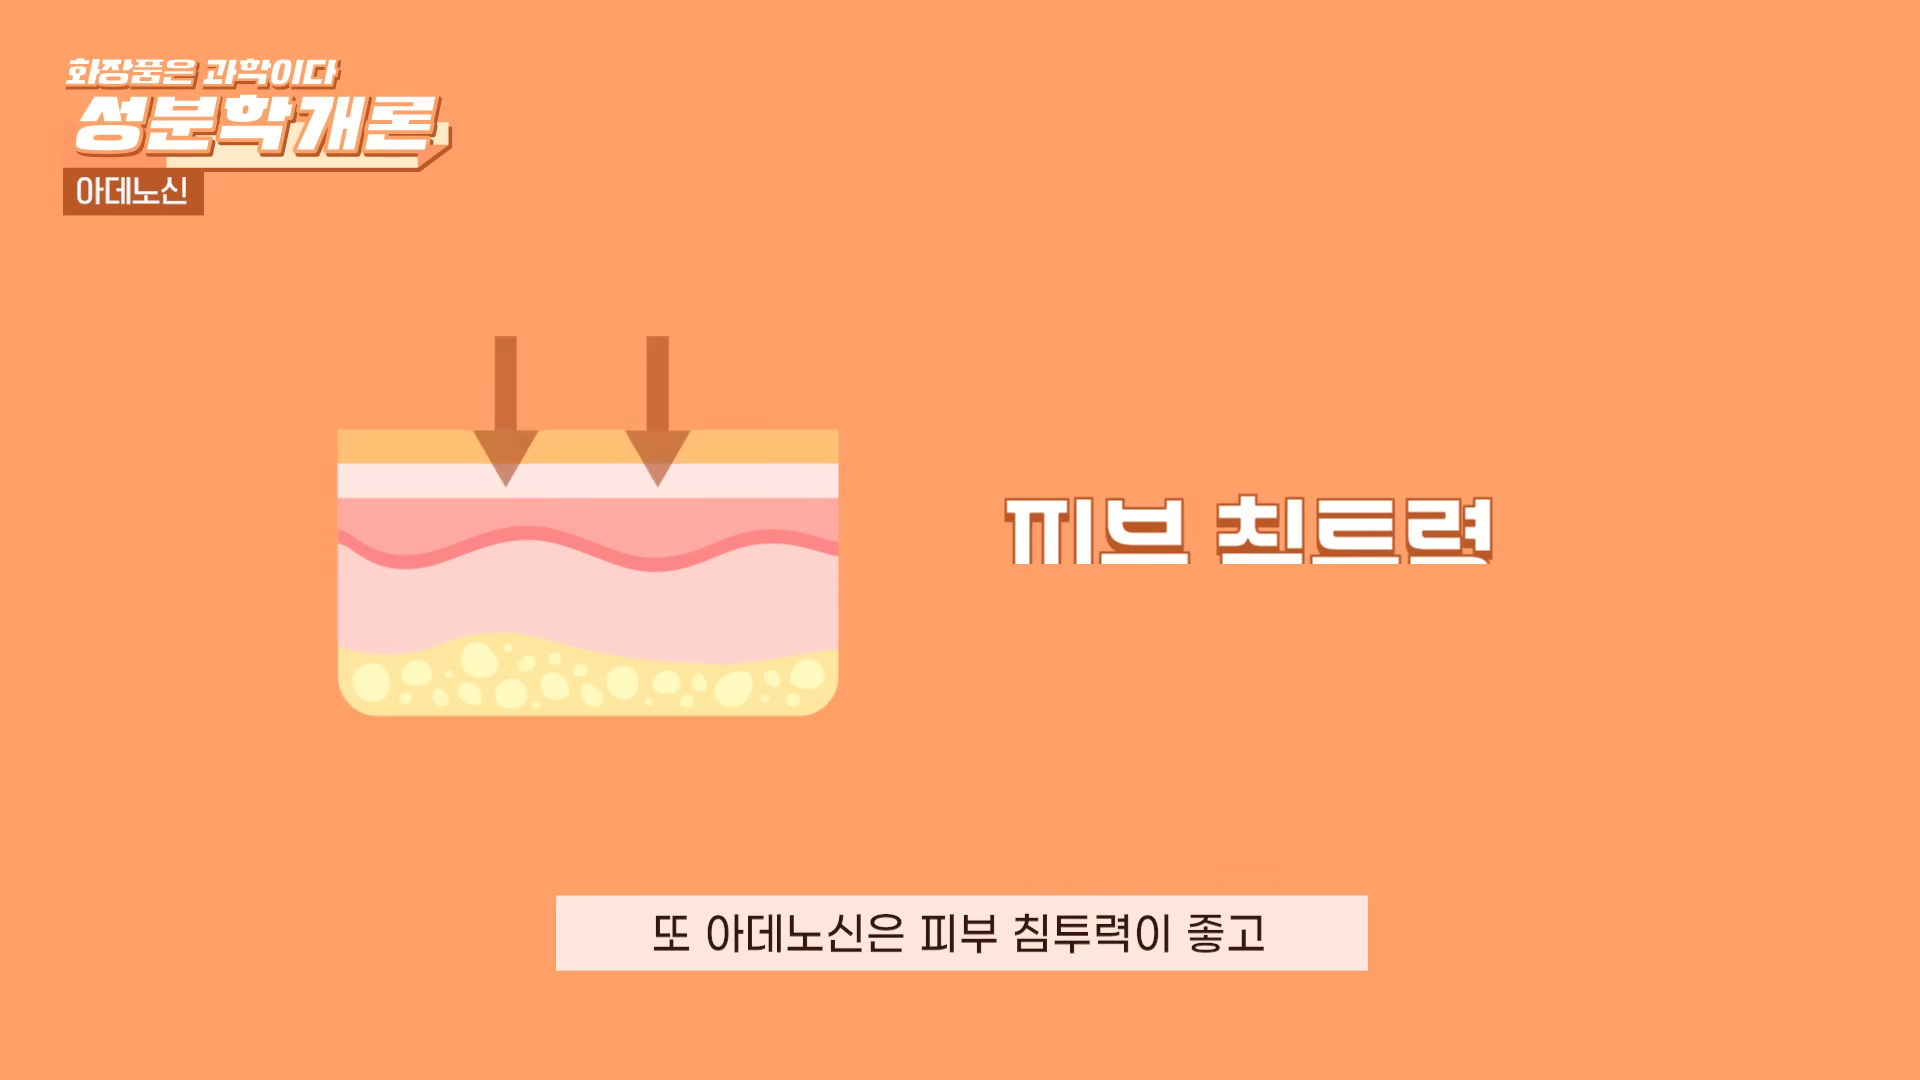 화장품은 과학이다
성분학개론
아데노신
피부 침투력
또 아데노신은 피부 침투력이 좋고